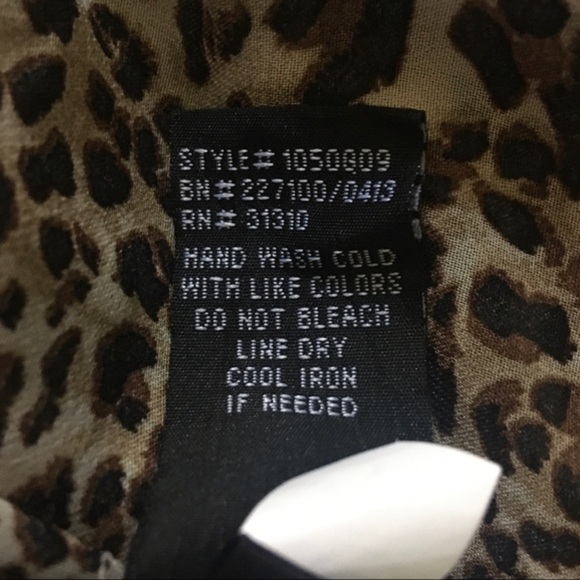 STYLE# 1050809
BN# 227100/0413
RN# 31310
HAND WASH COLD
WITH LIKE COLORS
DO NOT BLEACH
LINE DRY
COOL IRON
IF NEEDED